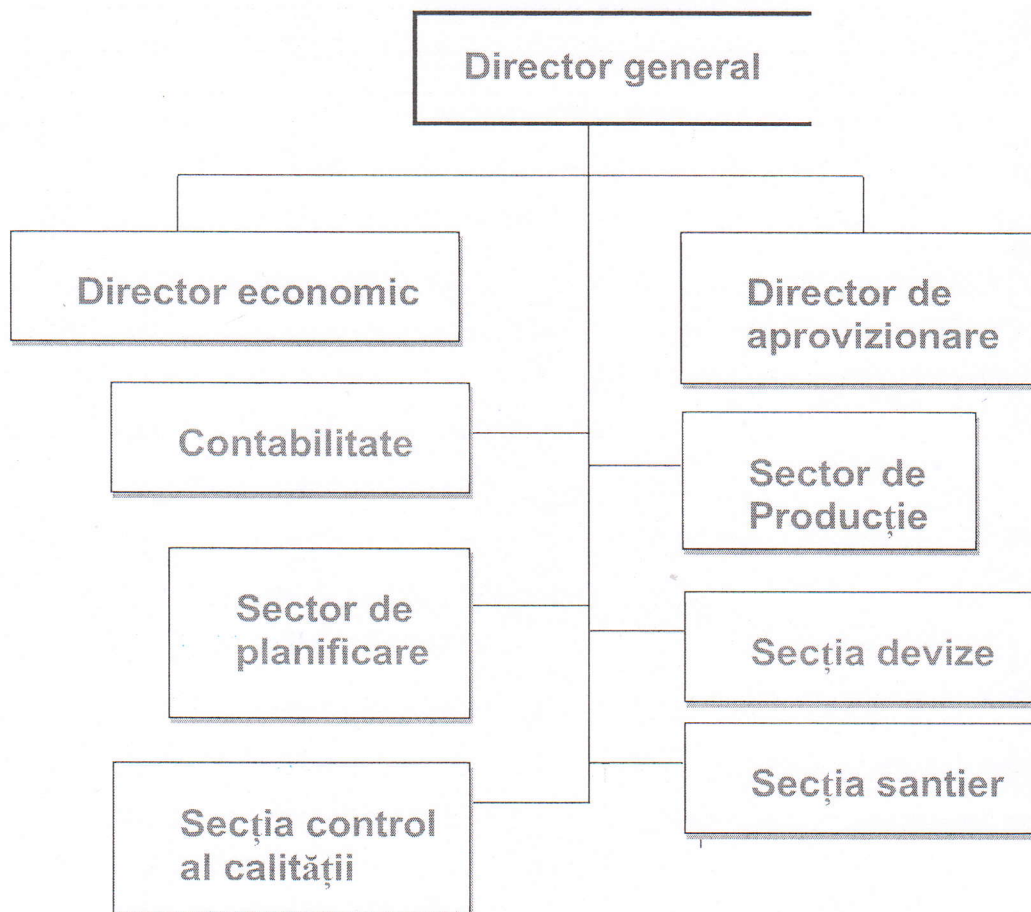 Director general
Director economic
Director de
aprovizionare
Contabilitate
Sector de
Producție
Sector de
planificare
Secția devize
Secția santier
Secția control
al calității